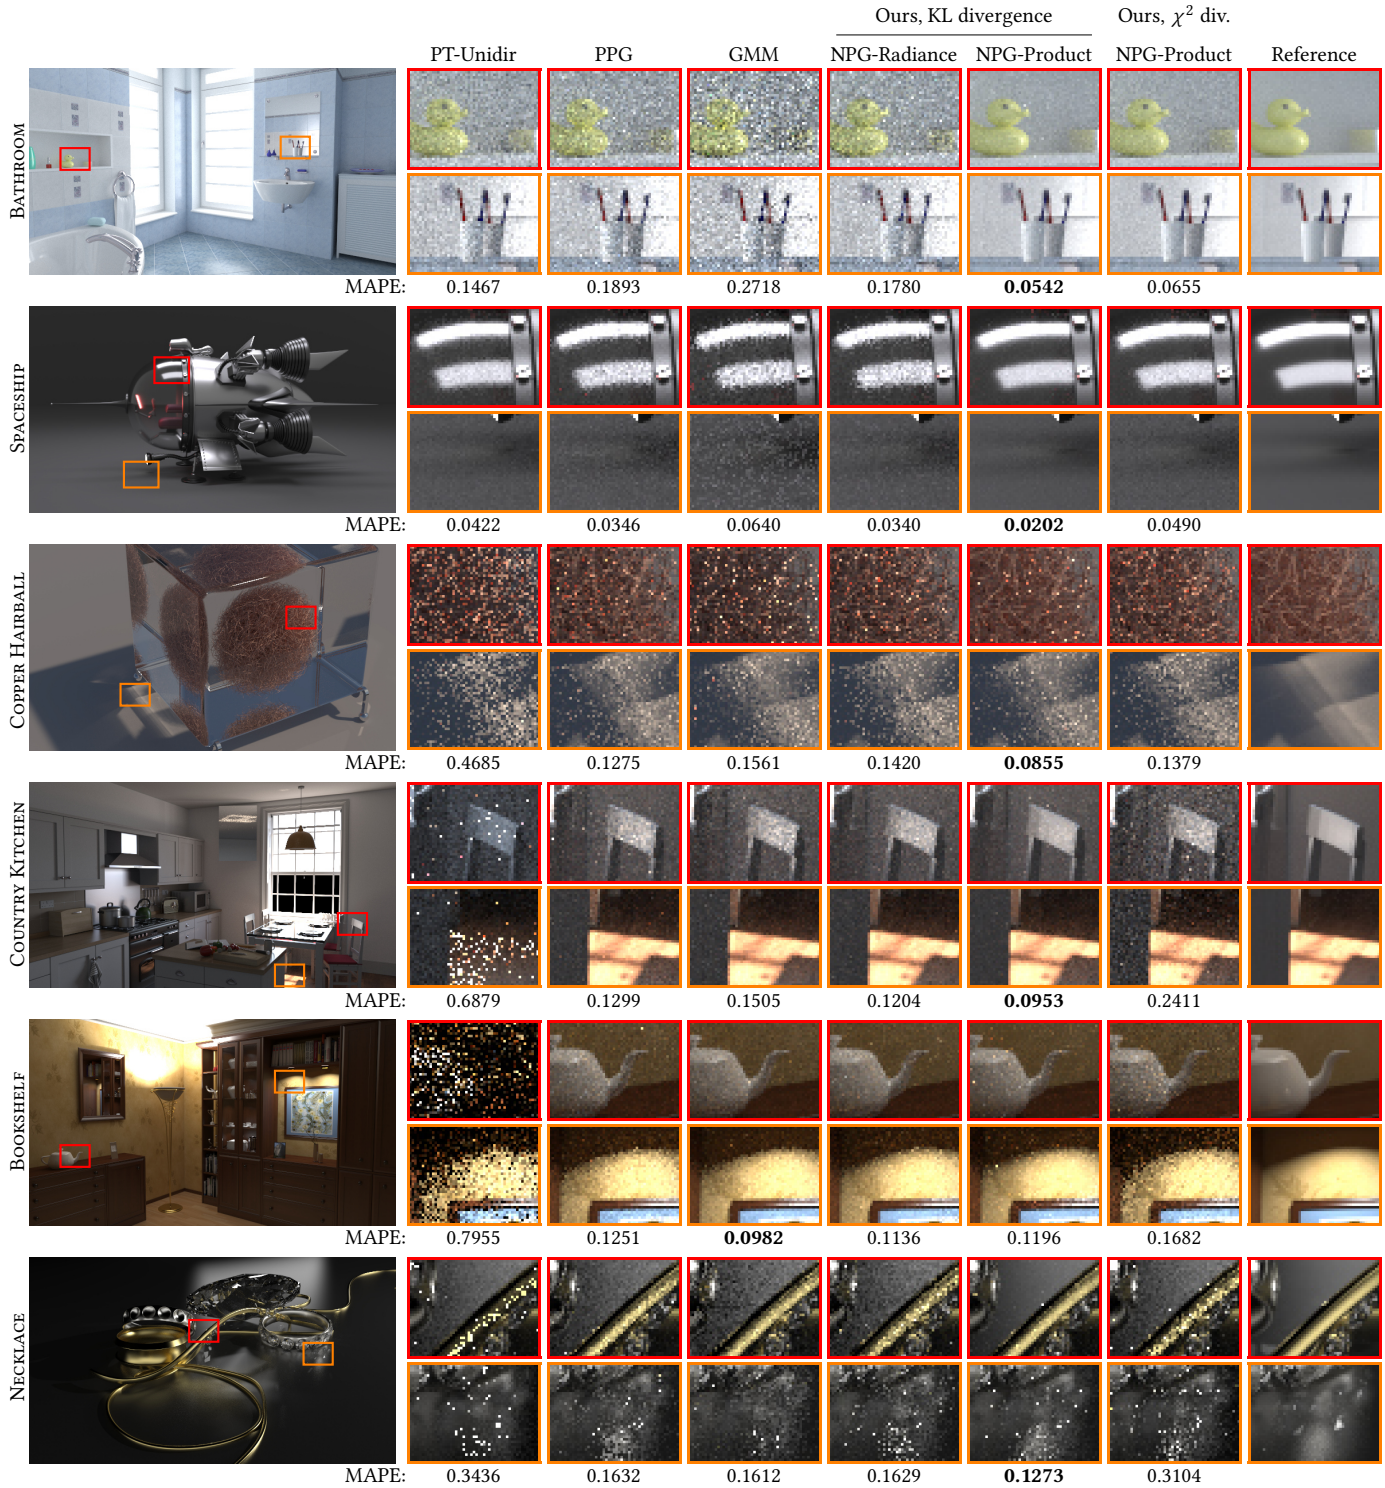 Ours, KL divergence Ours, χ² div.
PT-Unidir PPG GMM NPG-Radiance NPG-Product NPG-Product Reference
BATHROOM
MAPE: 0.1467 0.1893 0.2718 0.1780 0.0542 0.0655
SPACESHIP
MAPE: 0.0422 0.0346 0.0640 0.0340 0.0202 0.0490
COPPER HAIRBALL
MAPE: 0.4685 0.1275 0.1561 0.1420 0.0855 0.1379
COUNTRY KITCHEN
MAPE: 0.6879 0.1299 0.1505 0.1204 0.0953 0.2411
BOOKSHELF
MAPE: 0.7955 0.1251 0.0982 0.1136 0.1196 0.1682
NECKLACE
MAPE: 0.3436 0.1632 0.1612 0.1629 0.1273 0.3104